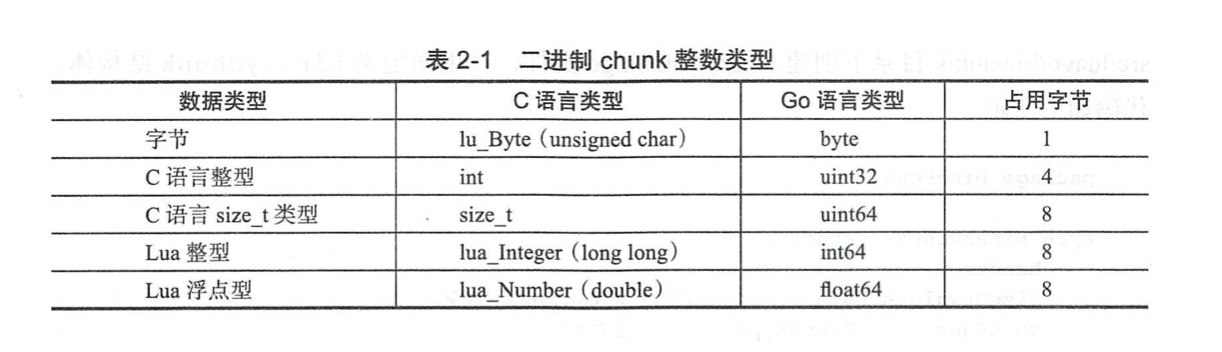 表2-1 二进制 chunk 整数类型
数据类型 C 语言类型 Go 语言类型 占用字节
字节 lu_Byte（unsigned char） byte 1
C 语言整型 int uint32 4
C 语言 size_t 类型 size_t uint64 8
Lua 整型 lua_Integer（long long） int64 8
Lua 浮点型 lua_Number（double） float64 8